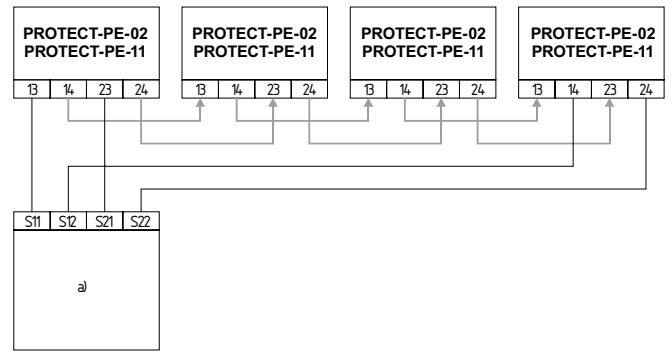 PROTECT-PE-02 PROTECT-PE-02 PROTECT-PE-02 PROTECT-PE-02
PROTECT-PE-11 PROTECT-PE-11 PROTECT-PE-11 PROTECT-PE-11
13 14 23 24 13 14 23 24 13 14 23 24 13 14 23 24
S11 S12 S21 S22
a)